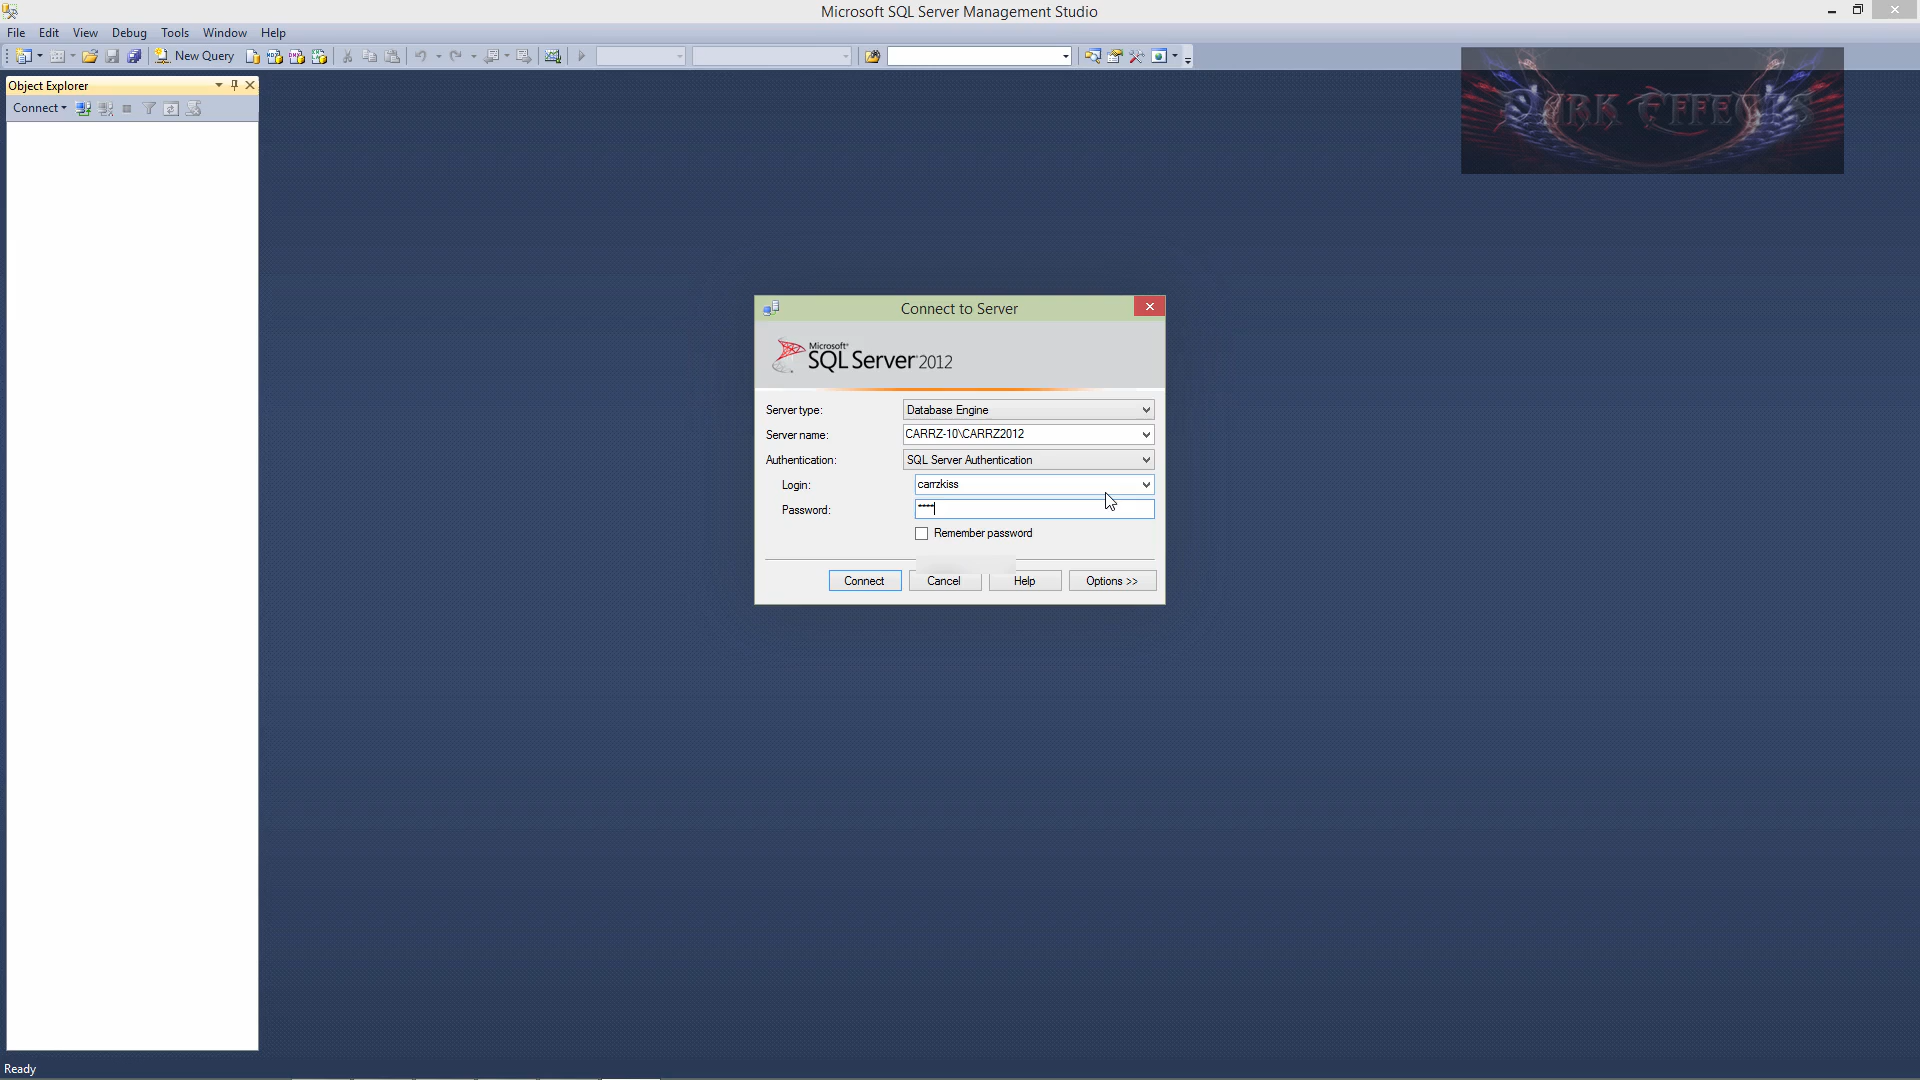 Microsoft SQL Server Management Studio
File Edit View Debug Tools Window Help
New Query
Object Explorer
Connect
DARK EFFECTS
Connect to Server
Microsoft®
SQL Server® 2012
Server type: Database Engine
Server name: CARRZ-10\CARRZ2012
Authentication: SQL Server Authentication
Login: carrzkiss
Password: ****
Remember password
Connect Cancel Help Options >>
Ready